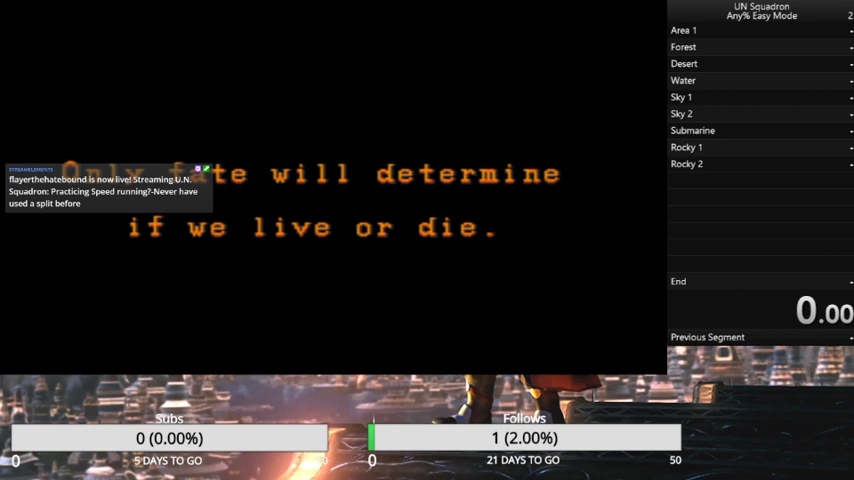 Only fate will determine
if we live or die.
STREAMELEMENTS
flayerthehatebound is now live! Streaming U.N.
Squadron: Practicing Speed running?-Never have
used a split before
UN Squadron
Any% Easy Mode
2
Area 1 -
Forest -
Desert -
Water -
Sky 1 -
Sky 2 -
Submarine -
Rocky 1 -
Rocky 2 -
End -
0.00
Previous Segment -
Subs
0 (0.00%)
0
5 DAYS TO GO
Follows
1 (2.00%)
0
21 DAYS TO GO
50